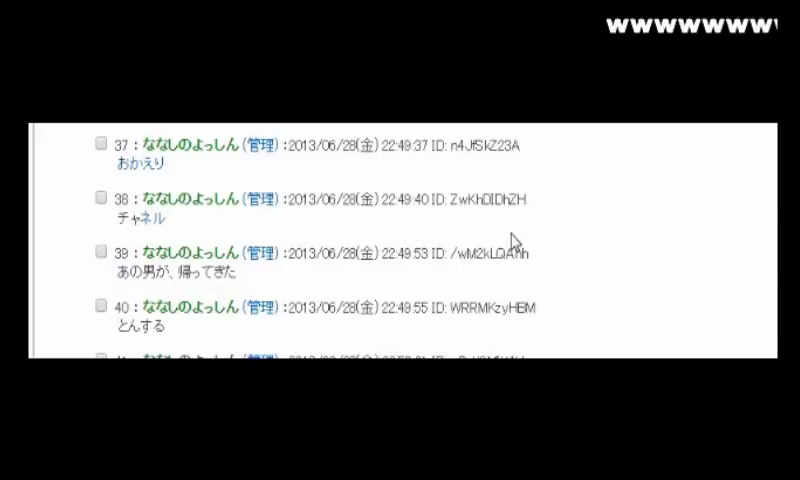 wwwwwwww
37 : ななしのよっしん (管理) :2013/06/28(金) 22:49:37 ID: n4JfSkZ23A
おかえり
38 : ななしのよっしん (管理) :2013/06/28(金) 22:49:40 ID: ZwKhDIDhZH
チャネル
39 : ななしのよっしん (管理) :2013/06/28(金) 22:49:53 ID:
あの男が、帰ってきた
40 : ななしのよっしん (管理) :2013/06/28(金) 22:49:55 ID: WRRMKzyHBM
とんする